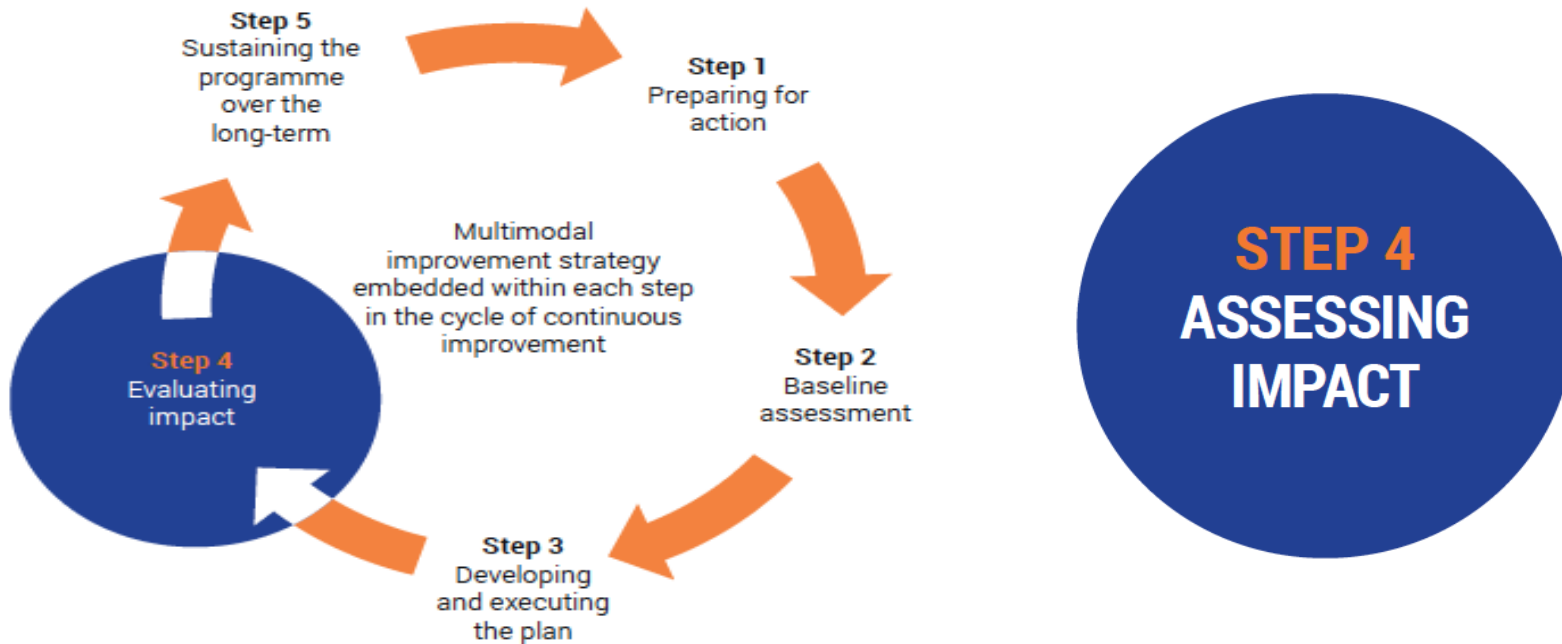 Step 5
Sustaining the
programme
over the
long-term
Step 1
Preparing for
action
Multimodal
improvement strategy
embedded within each step
in the cycle of continuous
improvement
Step 2
Baseline
assessment
Step 3
Developing
and executing
the plan
Step 4
Evaluating
impact
STEP 4
ASSESSING
IMPACT